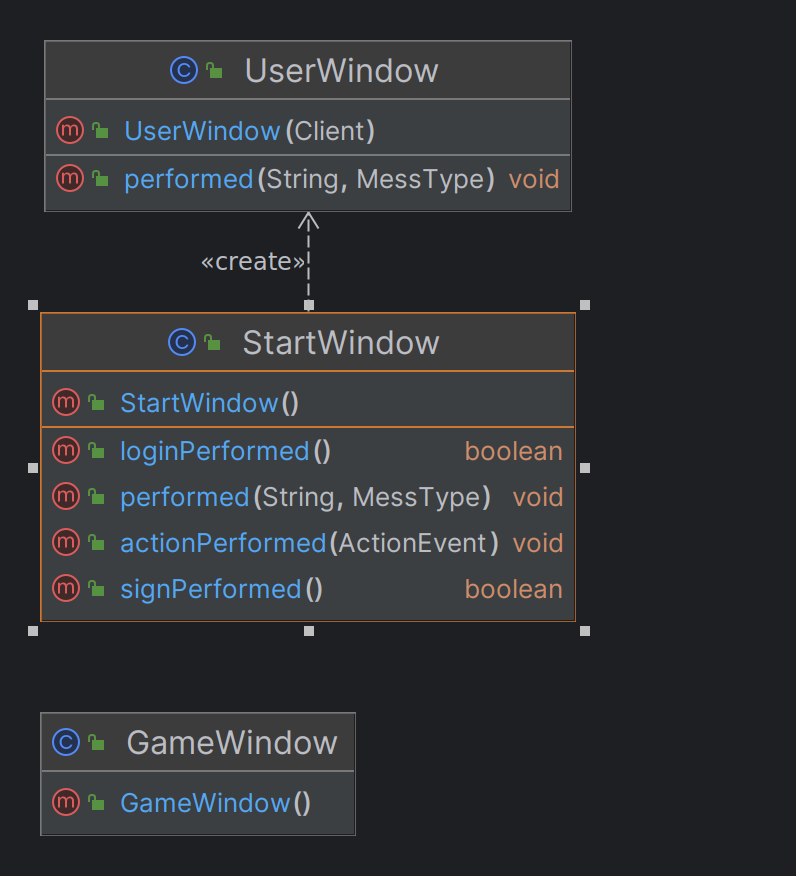 UserWindow
UserWindow(Client)
performed(String, MessType) void
«create»
StartWindow
StartWindow()
loginPerformed() boolean
performed(String, MessType) void
actionPerformed(ActionEvent) void
signPerformed() boolean
GameWindow
GameWindow()